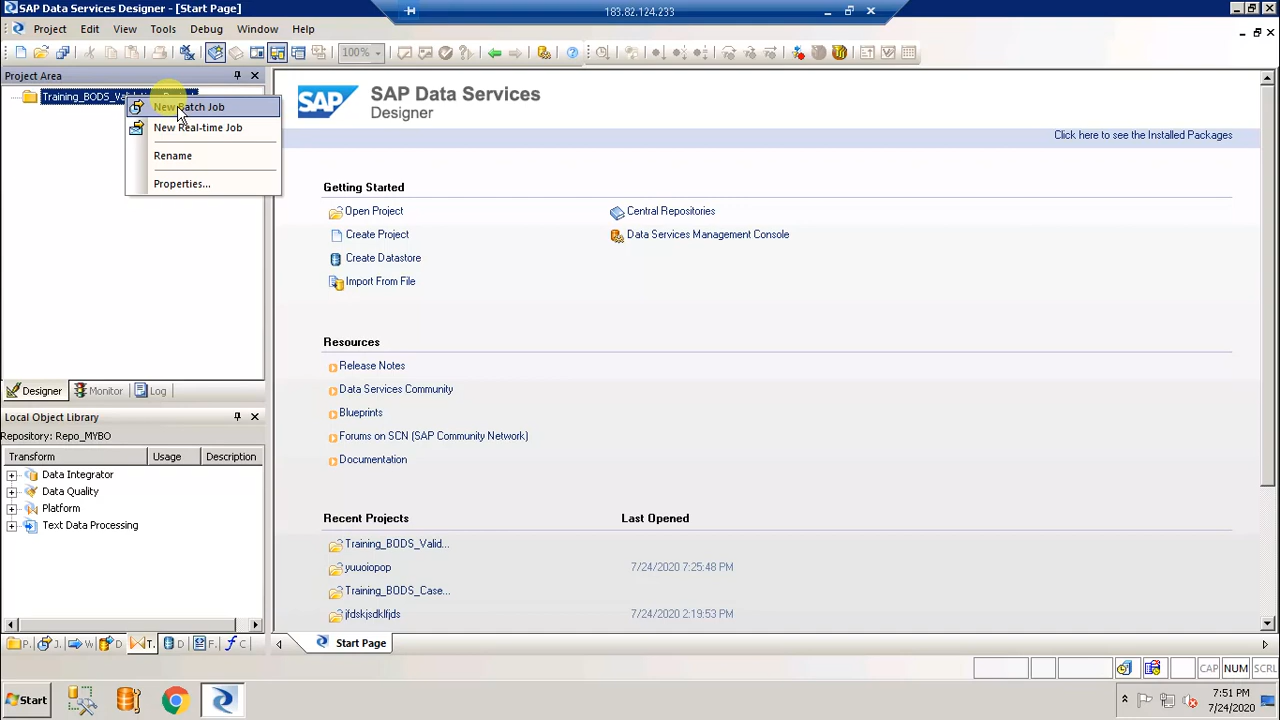 SAP Data Services Designer - [Start Page]
183.82.124.233
Project Edit View Tools Debug Window Help
100%
Project Area
Training_BODS_Vali
New Batch Job
New Real-time Job
Rename
Properties...
SAP
SAP Data Services
Designer
Click here to see the Installed Packages
Getting Started
Open Project
Central Repositories
Create Project
Data Services Management Console
Create Datastore
Import From File
Resources
Release Notes
Data Services Community
Blueprints
Forums on SCN (SAP Community Network)
Documentation
Recent Projects Last Opened
Training_BODS_Valid...
yuuoiopop 7/24/2020 7:25:48 PM
Training_BODS_Case...
jfdskjsdklfjds 7/24/2020 2:19:53 PM
Designer Monitor Log
Local Object Library
Repository: Repo_MYBO
Transform Usage Description
Data Integrator
Data Quality
Platform
Text Data Processing
P. J. W D T. D F. C
Start Page
CAP NUM SCRL
Start
7:51 PM
7/24/2020